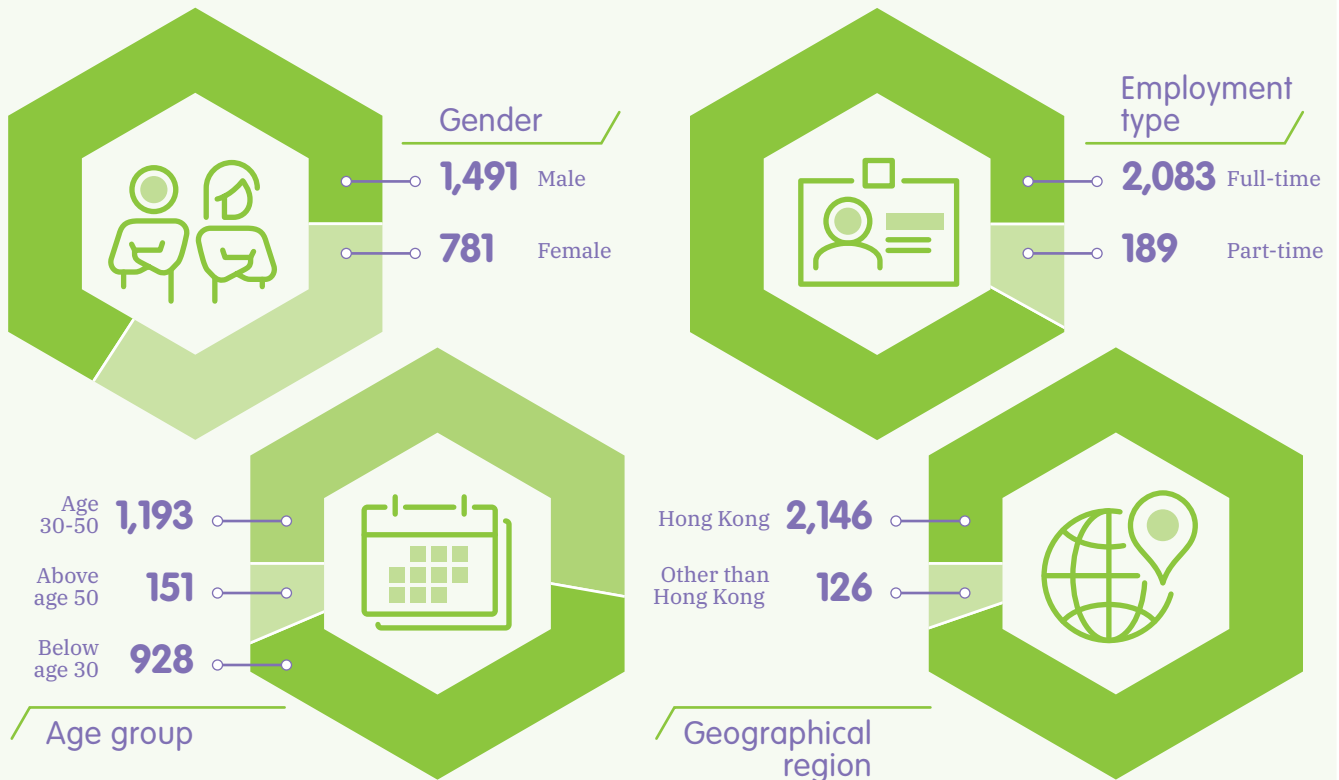 Gender
1,491 Male
781 Female
Employment
type
2,083 Full-time
189 Part-time
Age
30-50
1,193
Above
age 50
151
Below
age 30
928
Age group
Hong Kong 2,146
Other than
Hong Kong
126
Geographical
region